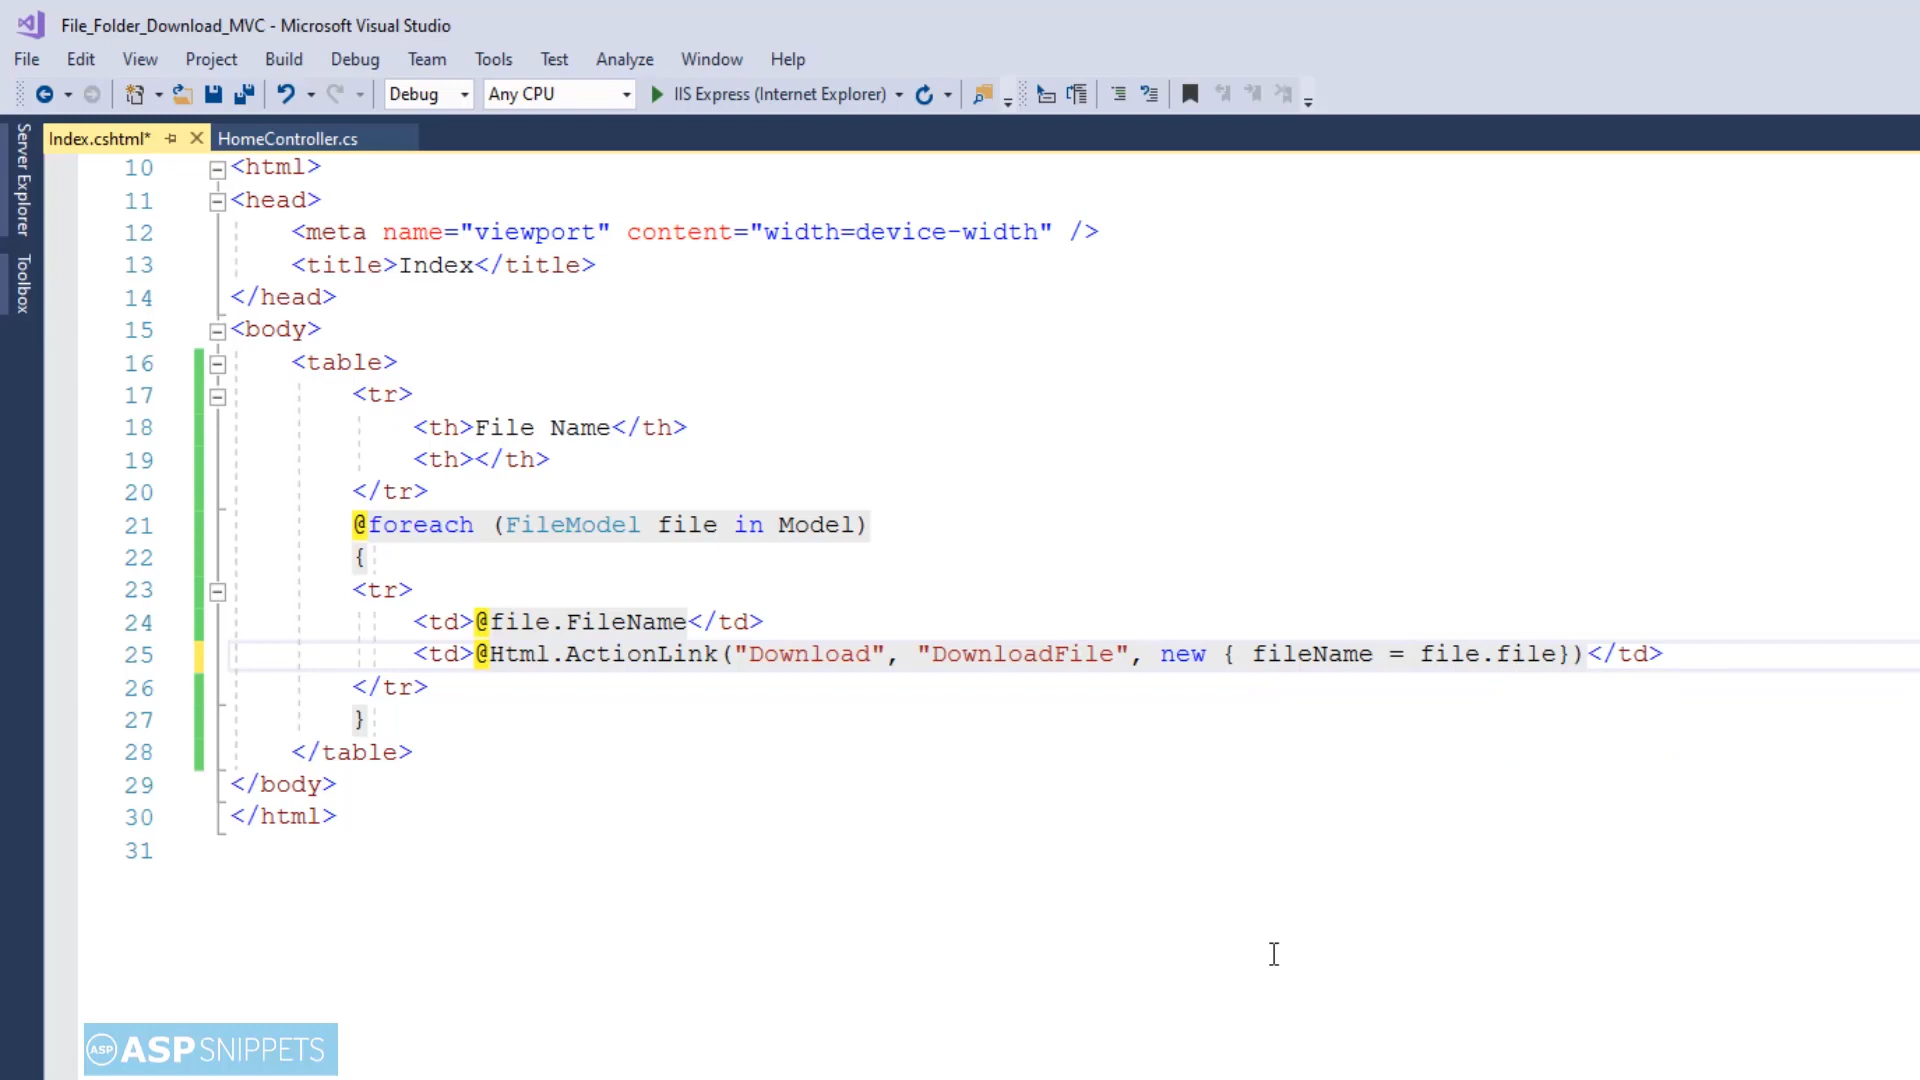 File_Folder_Download_MVC - Microsoft Visual Studio
File Edit View Project Build Debug Team Tools Test Analyze Window Help
Debug Any CPU IIS Express (Internet Explorer)
Server Explorer
Toolbox
Index.cshtml* HomeController.cs
10 <html>
11 <head>
12 <meta name="viewport" content="width=device-width" />
13 <title>Index</title>
14 </head>
15 <body>
16 <table>
17 <tr>
18 <th>File Name</th>
19 <th></th>
20 </tr>
21 @foreach (FileModel file in Model)
22 {
23 <tr>
24 <td>@file.FileName</td>
25 <td>@Html.ActionLink("Download", "DownloadFile", new { fileName = file.file})</td>
26 </tr>
27 }
28 </table>
29 </body>
30 </html>
31
ASP ASPSNIPPETS